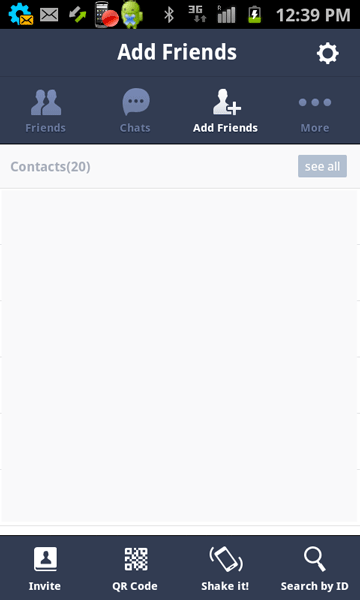 3G
R
12:39 PM
Add Friends
Friends
Chats
Add Friends
More
Contacts(20)
see all
Invite
QR Code
Shake it!
Search by ID